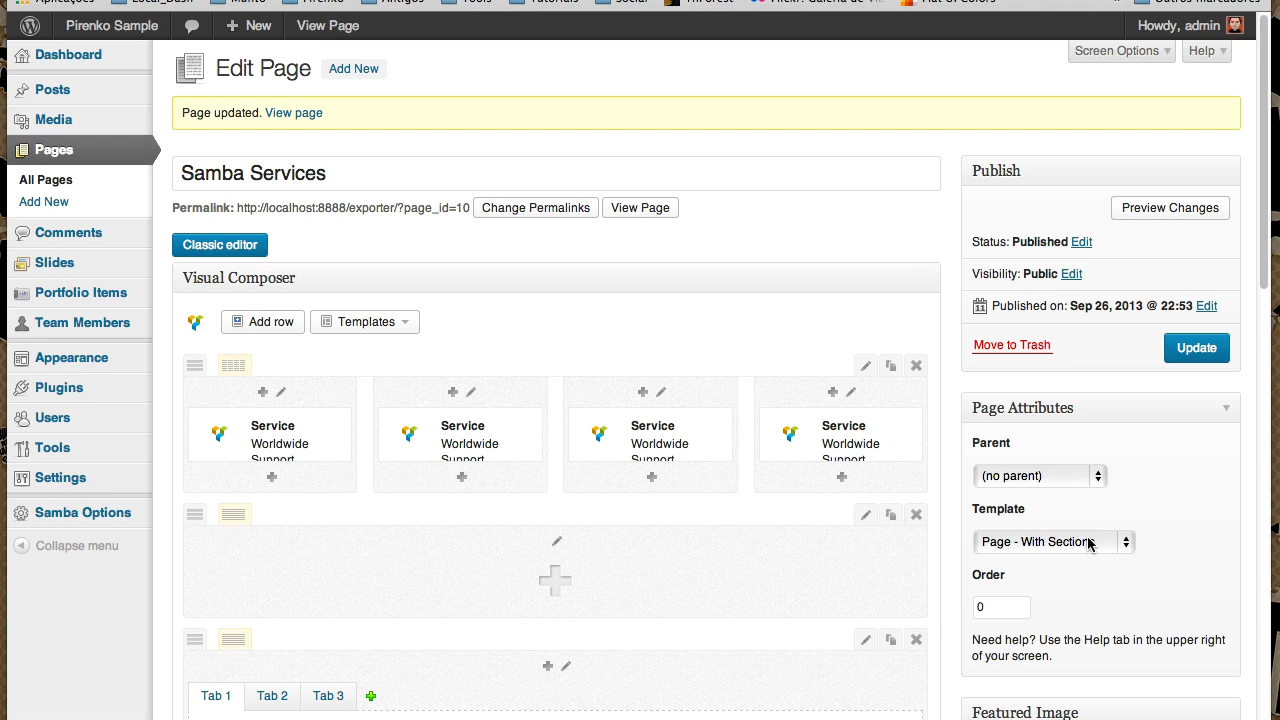 Pirenko Sample
New
View Page
Howdy, admin
Dashboard
Posts
Media
Pages
All Pages
Add New
Comments
Slides
Portfolio Items
Team Members
Appearance
Plugins
Users
Tools
Settings
Samba Options
Collapse menu
Screen Options
Help
Edit Page
Add New
Page updated. View page
Samba Services
Permalink: http://localhost:8888/exporter/?page_id=10 Change Permalinks View Page
Classic editor
Visual Composer
Add row
Templates
Service
Worldwide
Support
Service
Worldwide
Support
Service
Worldwide
Support
Service
Worldwide
Support
Tab 1
Tab 2
Tab 3
Publish
Preview Changes
Status: Published Edit
Visibility: Public Edit
Published on: Sep 26, 2013 @ 22:53 Edit
Move to Trash
Update
Page Attributes
Parent
(no parent)
Template
Page - With Section
Order
0
Need help? Use the Help tab in the upper right
of your screen.
Featured Image